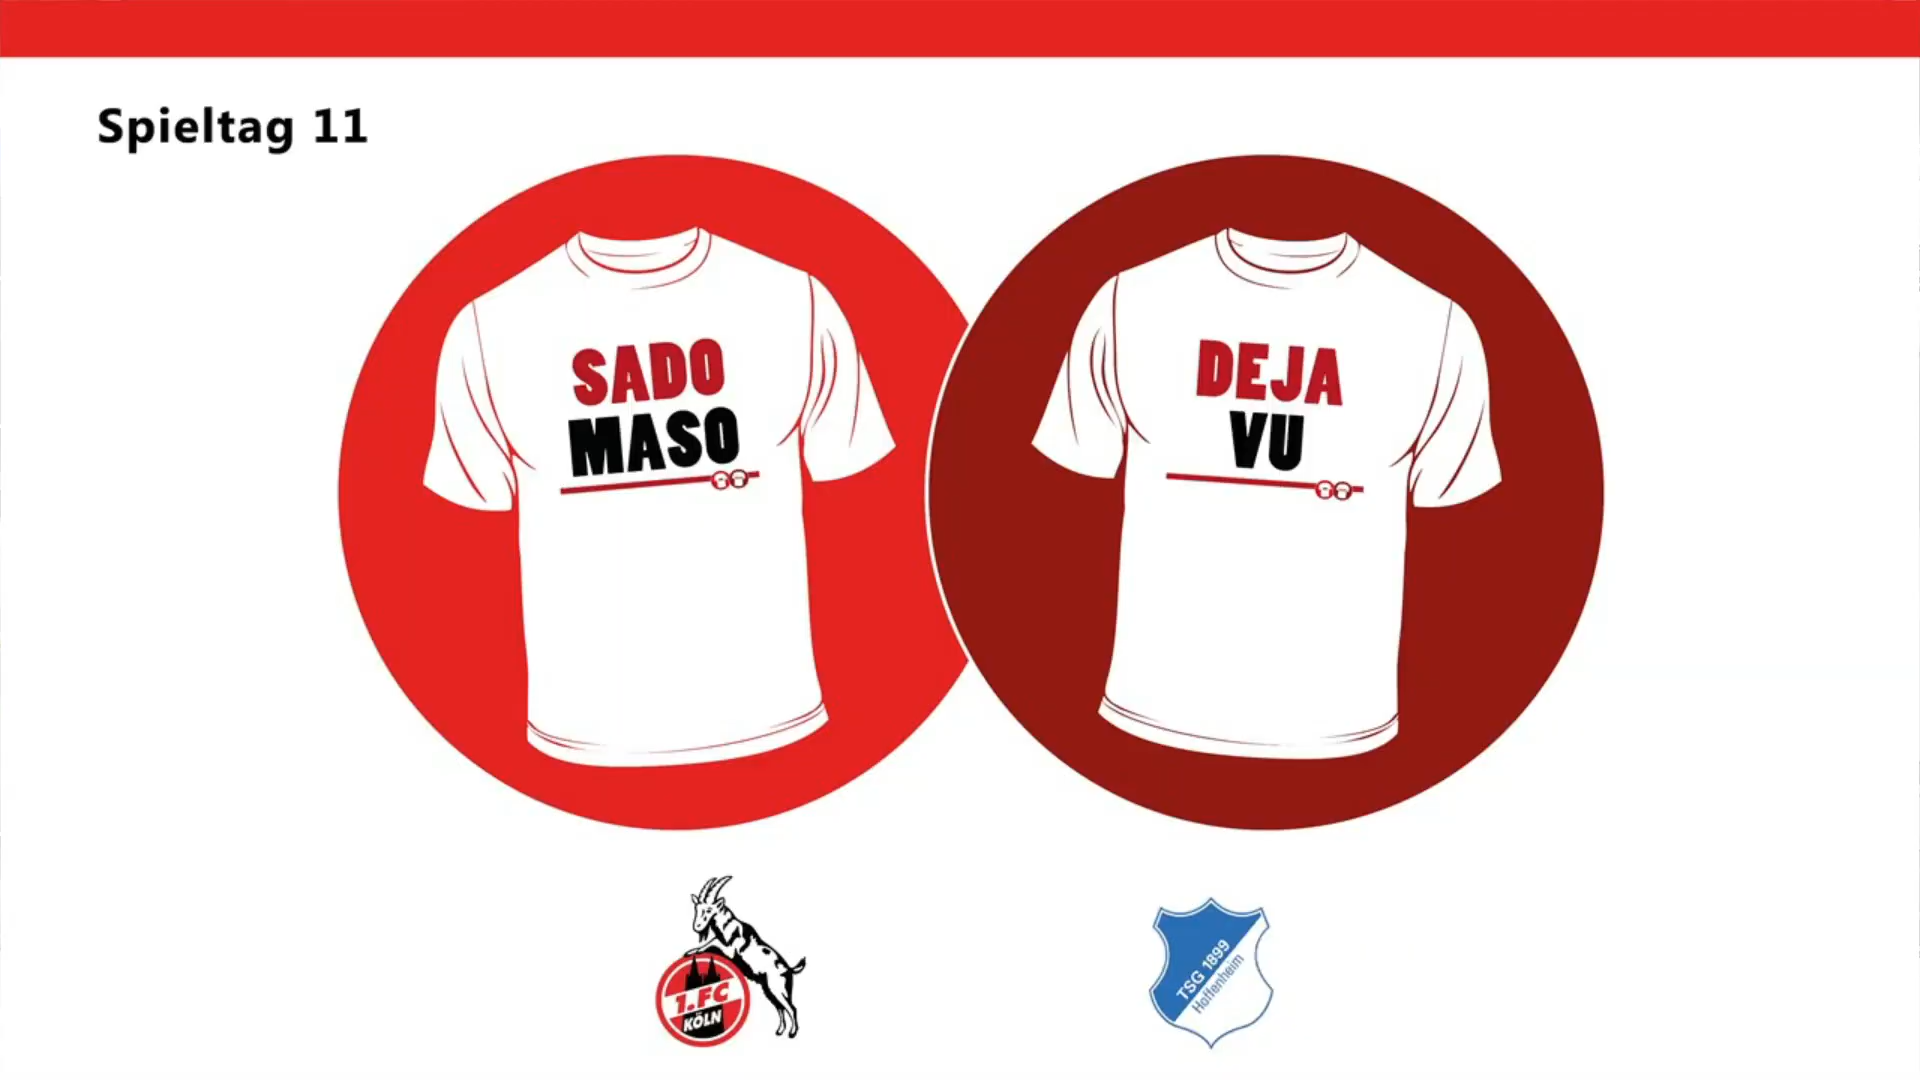 Spieltag 11
SADO
MASO
DEJA
VU
1.FC
KÖLN
TSG 1899
Hoffenheim